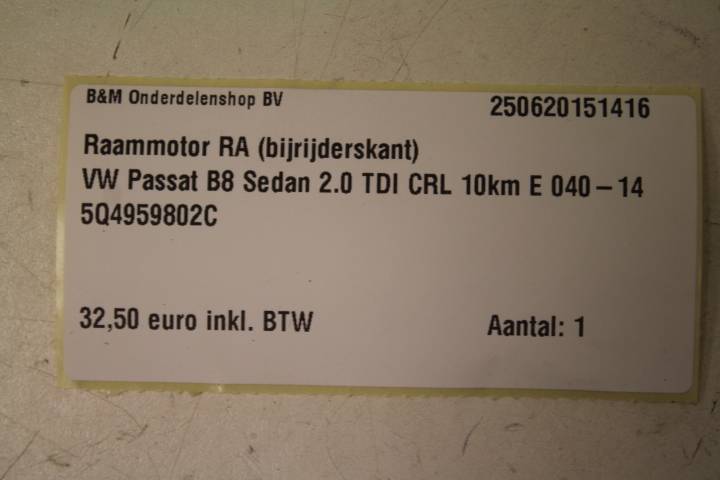 B&M Onderdelenshop BV 250620151416
Raammotor RA (bijrijderskant)
VW Passat B8 Sedan 2.0 TDI CRL 10km E 040-14
5Q4959802C
32,50 euro inkl. BTW Aantal: 1